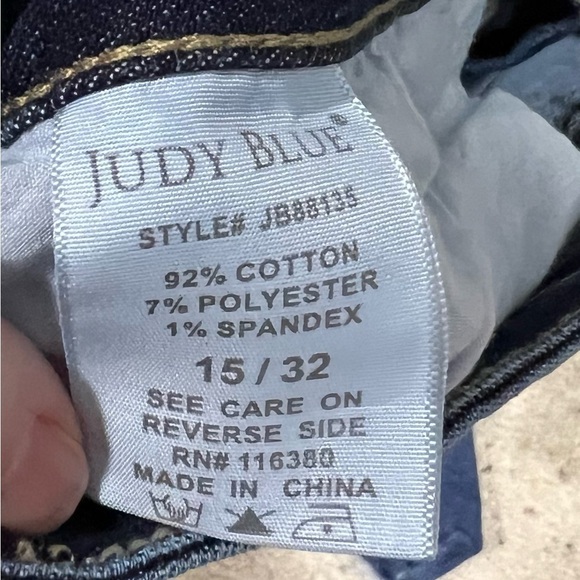 JUDY BLUE™
STYLE# JB88135
92% COTTON
7% POLYESTER
1% SPANDEX
15 / 32
SEE CARE ON
REVERSE SIDE
RN# 116380
MADE IN CHINA